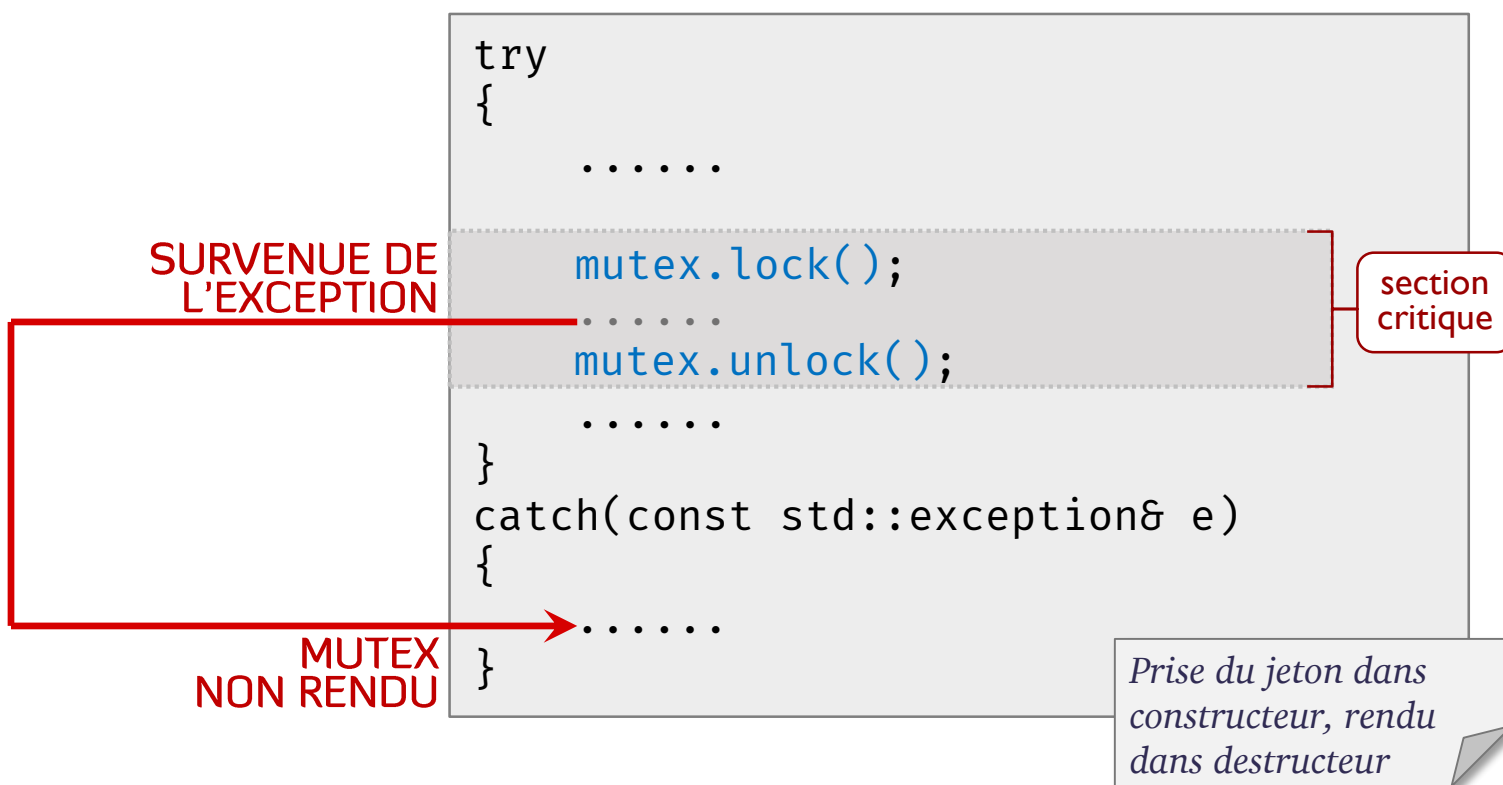 try
{
......
SURVENUE DE
L'EXCEPTION
mutex.lock();
......
mutex.unlock();
section
critique
......
}
catch(const std::exception& e)
{
......
}
MUTEX
NON RENDU
Prise du jeton dans
constructeur, rendu
dans destructeur